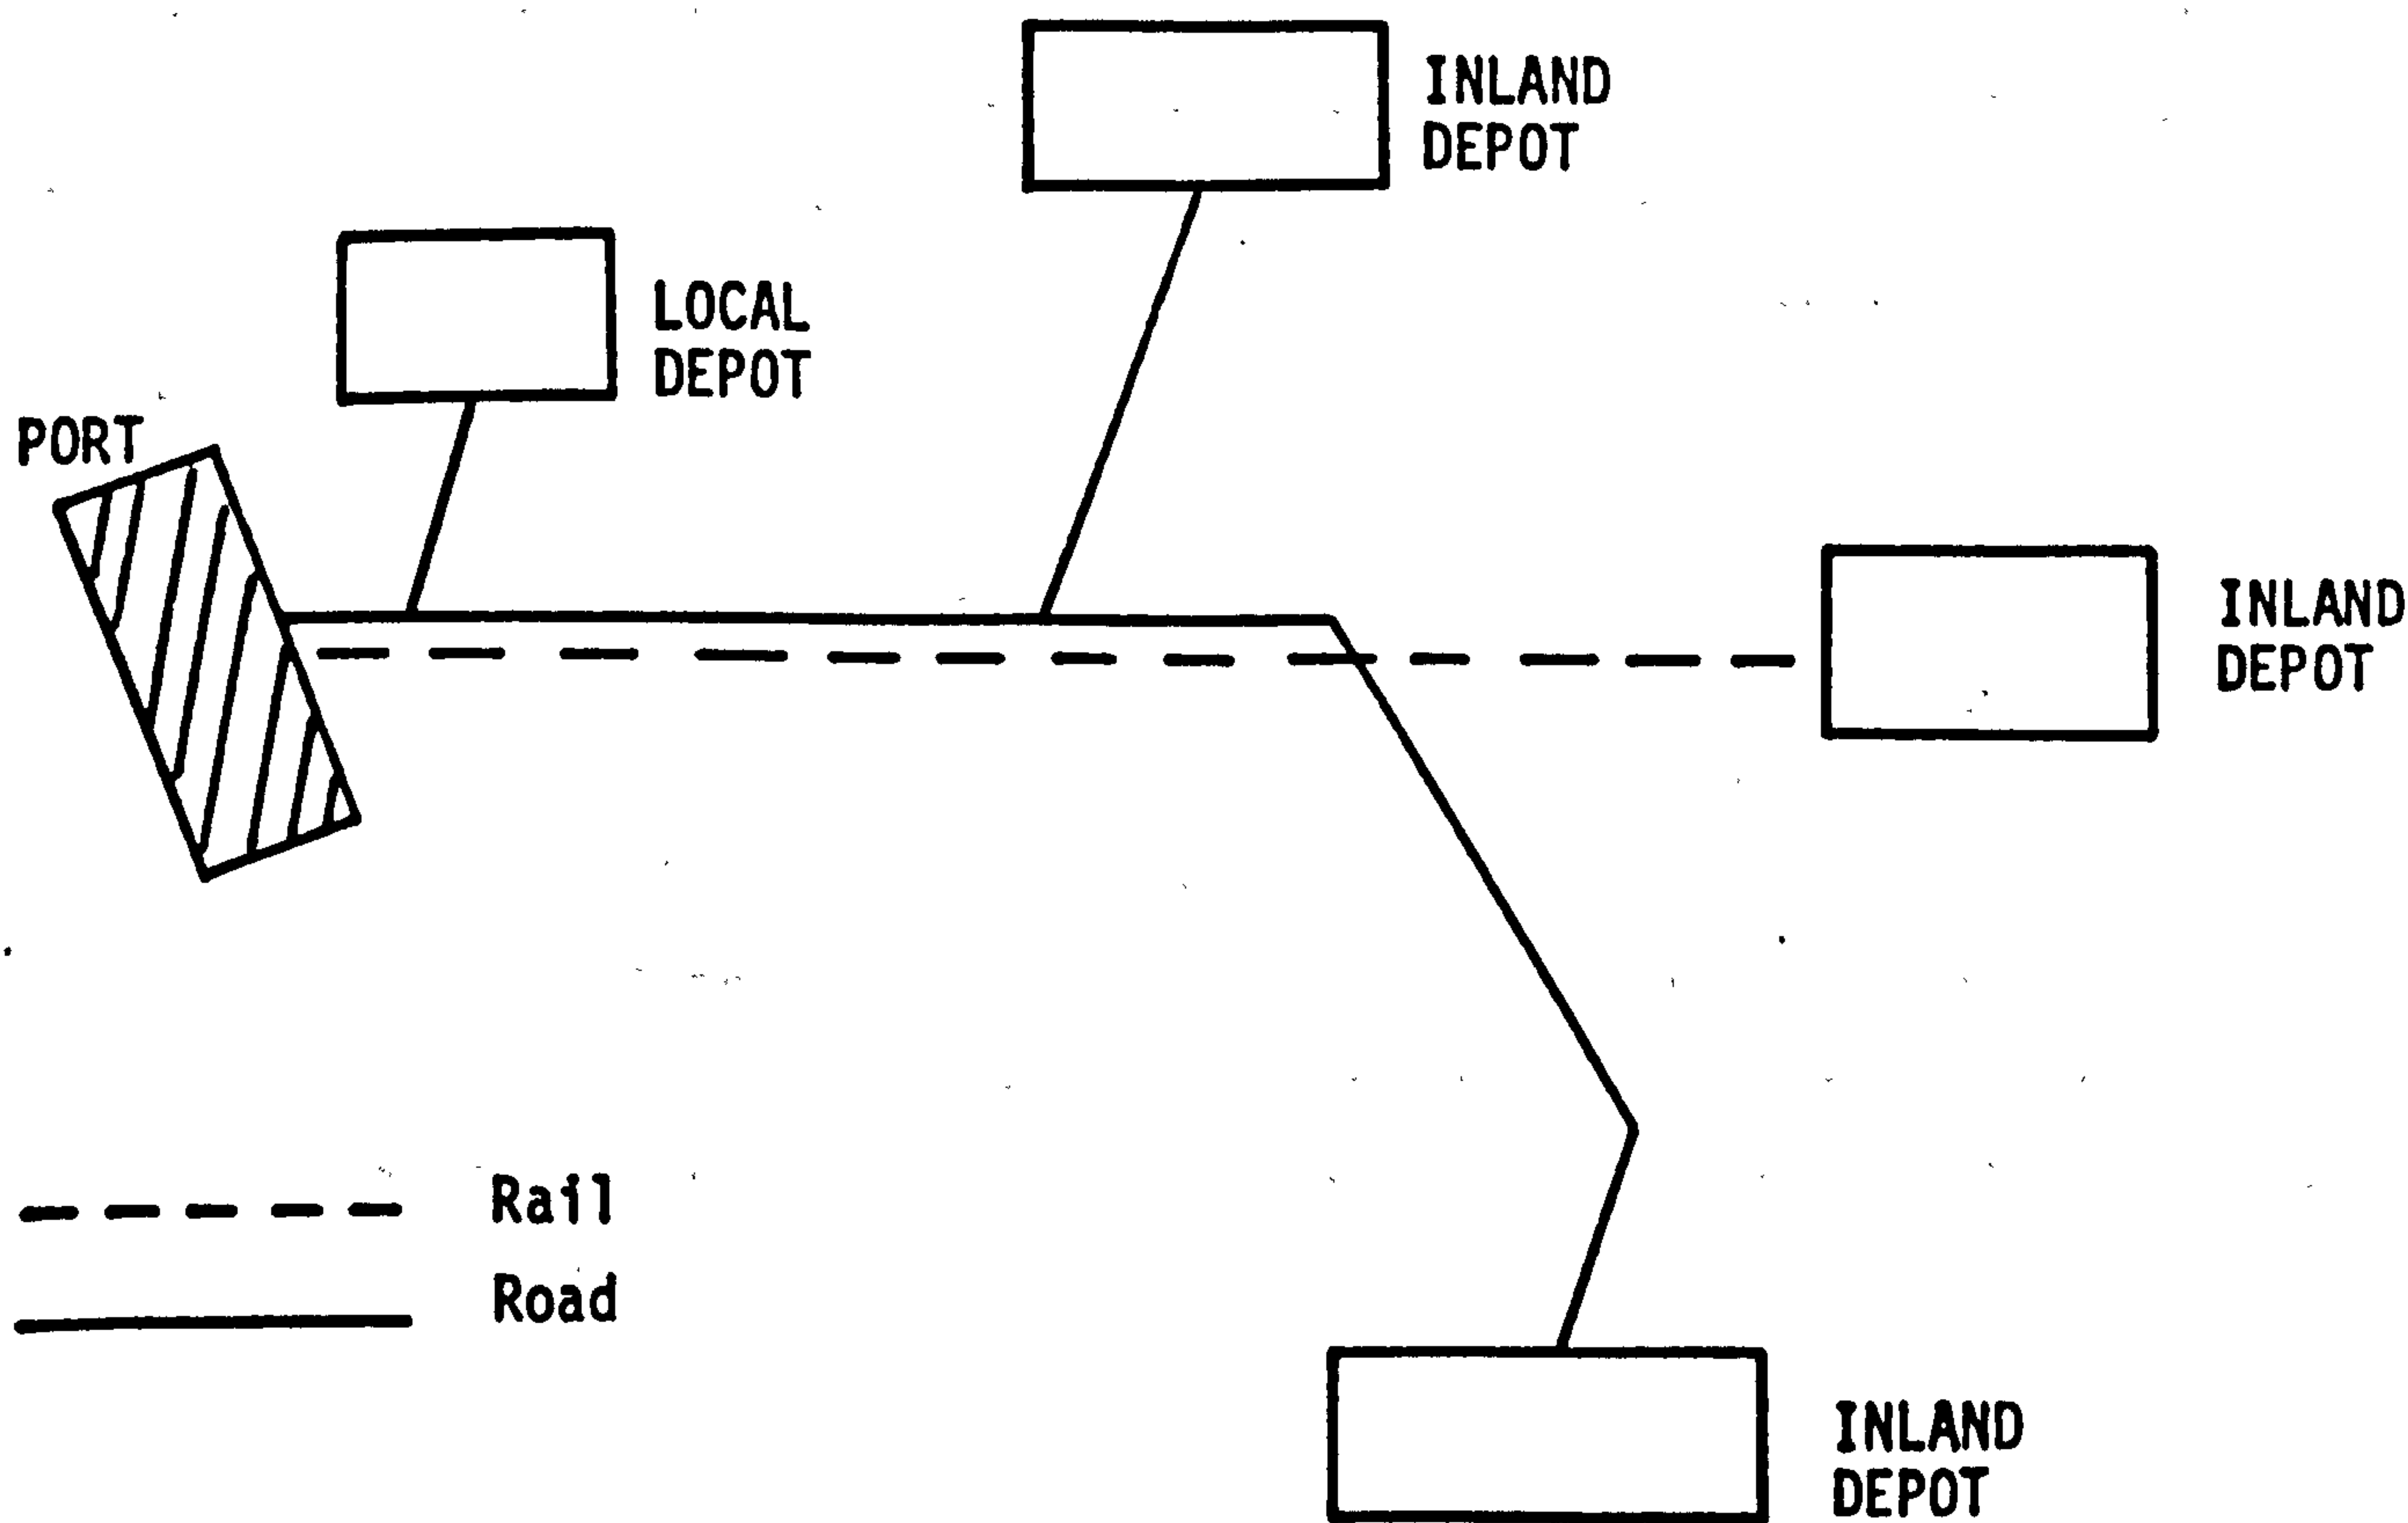 INLAND
DEPOT
LOCAL
DEPOT
PORT
INLAND
DEPOT
Rail
Road
INLAND
DEPOT